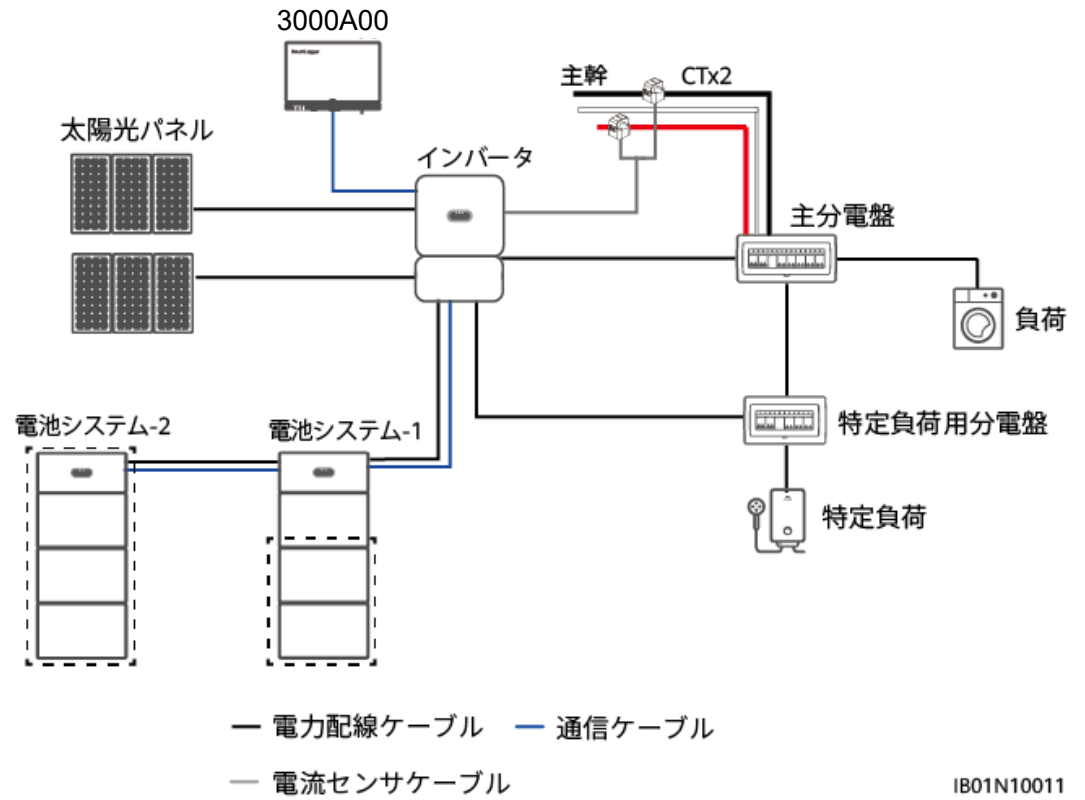 3000A00
主幹
CTx2
太陽光パネル
インバータ
主分電盤
負荷
電池システム-2
電池システム-1
特定負荷用分電盤
特定負荷
電力配線ケーブル
通信ケーブル
電流センサケーブル
IB01N10011